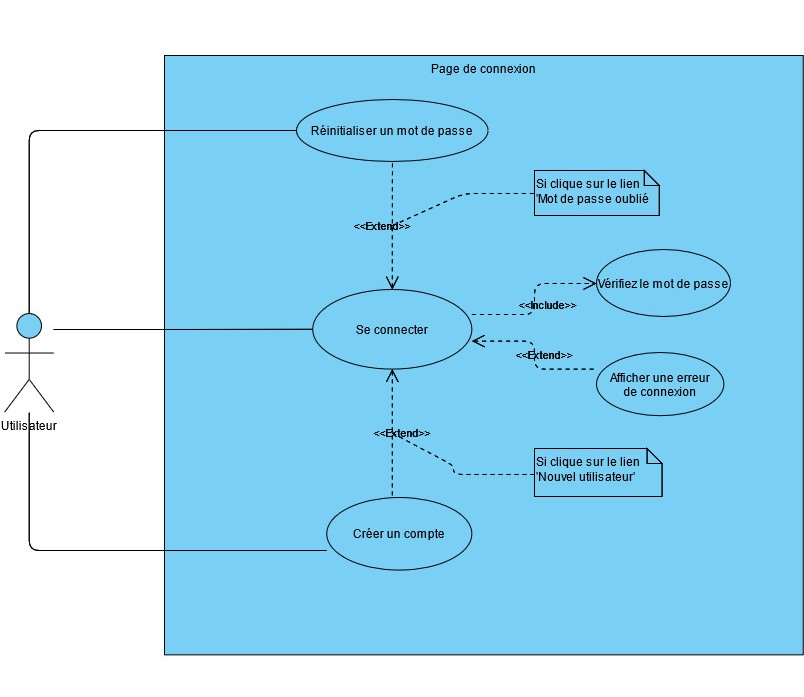 Page de connexion
Réinitialiser un mot de passe
Si clique sur le lien
'Mot de passe oublié
<<Extend>>
Vérifiez le mot de passe
<<Include>>
Se connecter
<<Extend>>
Afficher une erreur
de connexion
Utilisateur
<<Extend>>
Si clique sur le lien
'Nouvel utilisateur'
Créer un compte